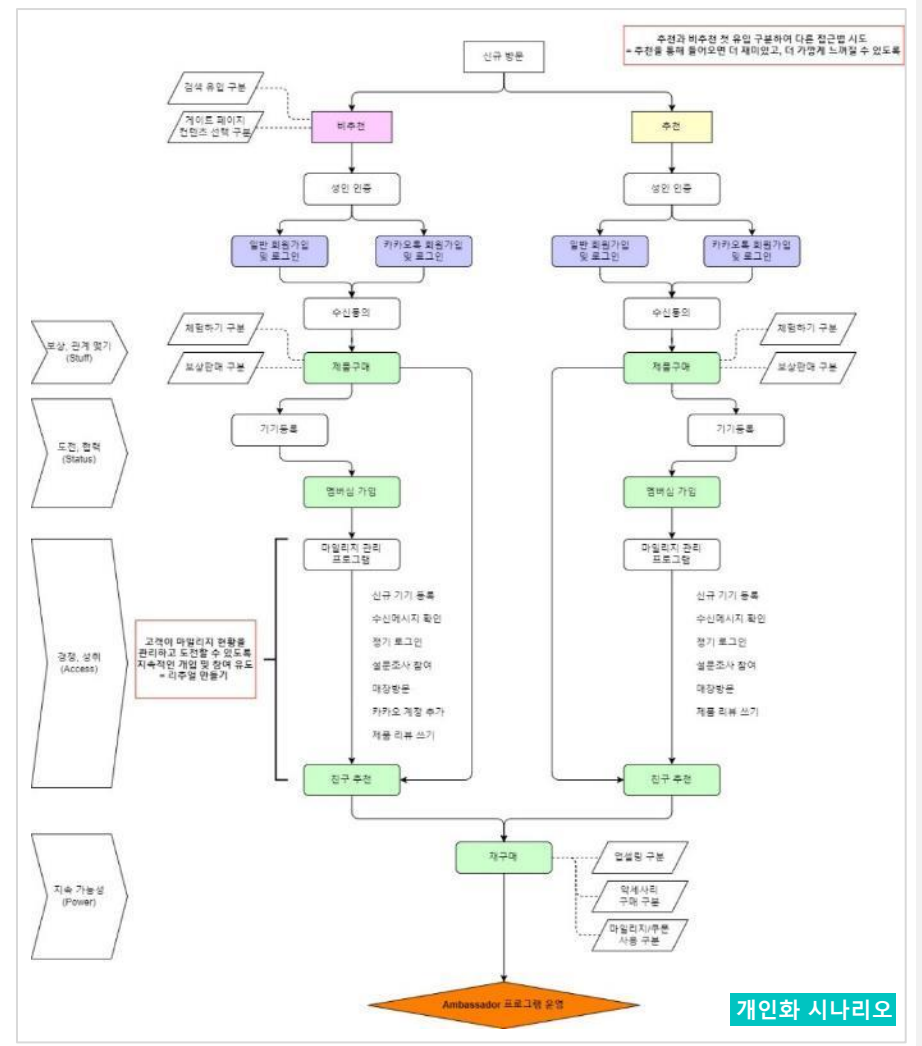 추천과 비추천 첫 유입 구분하여 다른 접근법 시도
= 추천을 통해 들어오면 더 재미있고, 더 가깝게 느껴질 수 있도록
신규 방문
검색 유입 구분
게이트 페이지
컨텐츠 선택 구분
비추천
추천
성인 인증
성인 인증
일반 회원가입
및 로그인
카카오톡 회원가입
및 로그인
일반 회원가입
및 로그인
카카오톡 회원가입
및 로그인
수신동의
수신동의
보상, 관계 맺기
(Stuff)
체험하기 구분
보상판매 구분
제품구매
제품구매
체험하기 구분
보상판매 구분
도전, 협력
(Status)
기기등록
기기등록
멤버십 가입
멤버십 가입
경쟁, 성취
(Access)
고객이 마일리지 현황을
관리하고 도전할 수 있도록
지속적인 개입 및 참여 유도
= 리추얼 만들기
마일리지 관리
프로그램
신규 기기 등록
수신메시지 확인
정기 로그인
설문조사 참여
매장방문
카카오 계정 추가
제품 리뷰 쓰기
친구 추천
마일리지 관리
프로그램
신규 기기 등록
수신메시지 확인
정기 로그인
설문조사 참여
매장방문
제품 리뷰 쓰기
친구 추천
지속 가능성
(Power)
재구매
업셀링 구분
악세사리
구매 구분
마일리지/쿠폰
사용 구분
Ambassador 프로그램 운영
개인화 시나리오